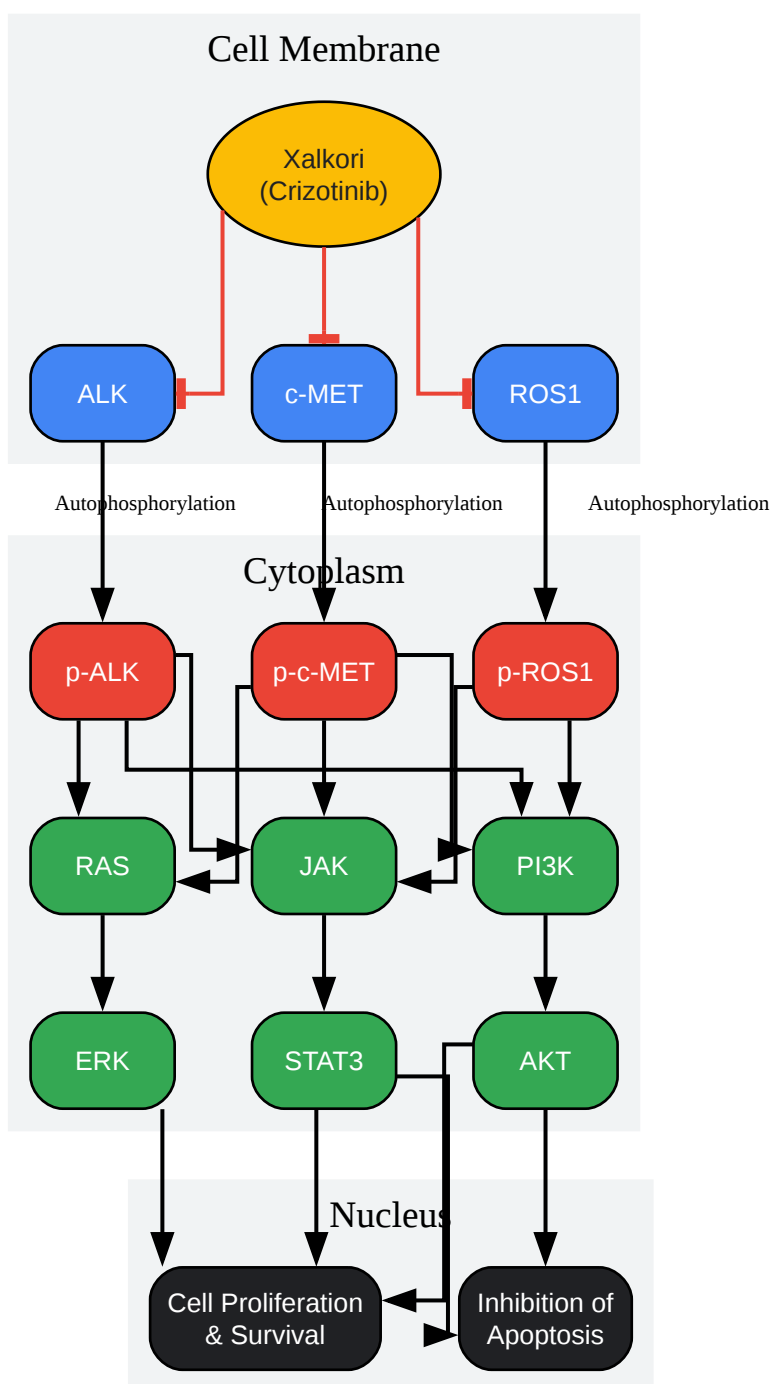 Cell Membrane
Xalkori
(Crizotinib)
ALK
c-MET
ROS1
Autophosphorylation
Autophosphorylation
Autophosphorylation
Cytoplasm
p-ALK
p-c-MET
p-ROS1
RAS
JAK
PI3K
ERK
STAT3
AKT
Nucleus
Cell Proliferation
& Survival
Inhibition of
Apoptosis